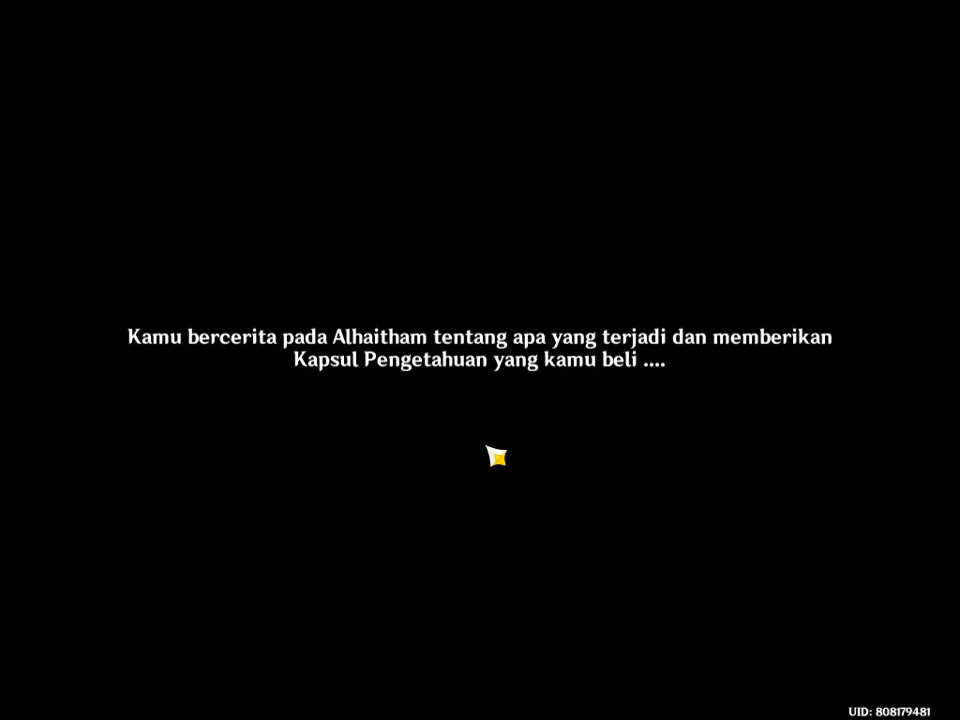 Kamu bercerita pada Alhaitham tentang apa yang terjadi dan memberikan
Kapsul Pengetahuan yang kamu beli ....
UID: 808179481